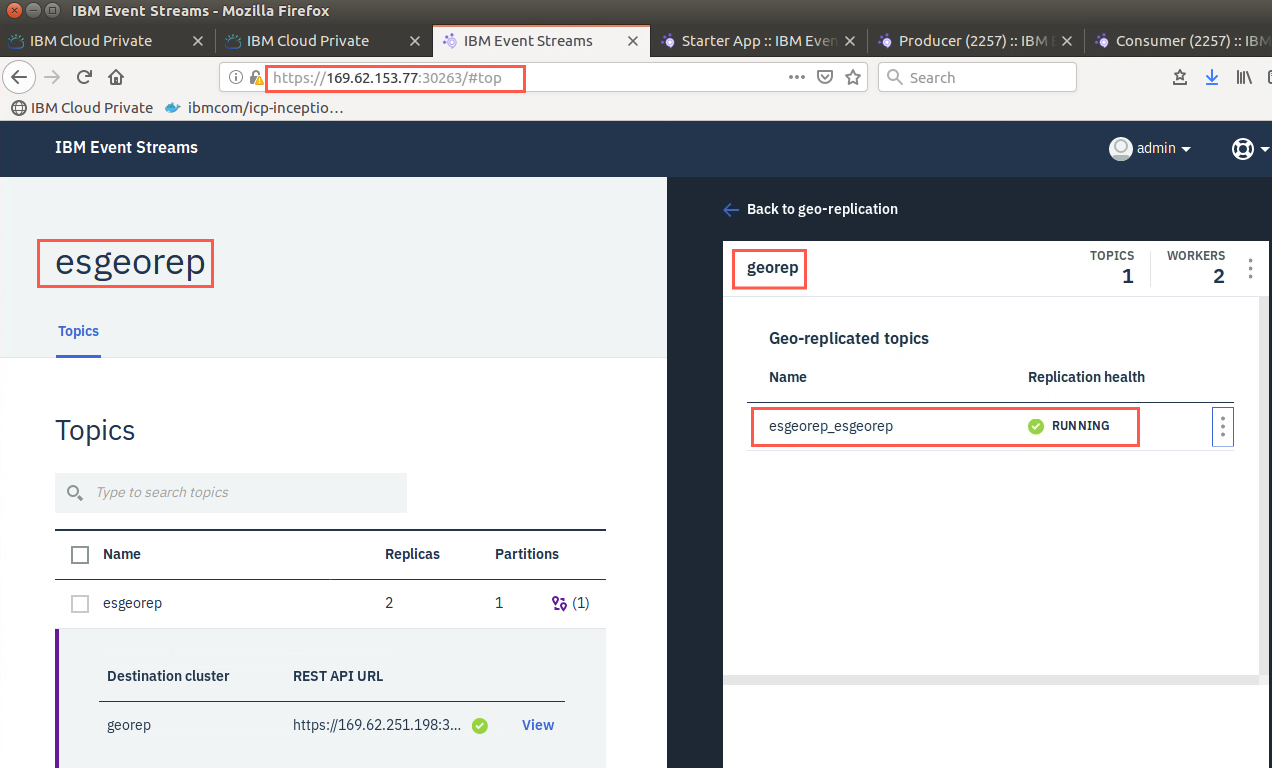 IBM Event Streams - Mozilla Firefox
IBM Cloud Private
IBM Cloud Private
IBM Event Streams
Starter App :: IBM Even
Producer (2257) :: IBM
Consumer (2257) :: IBM
https://169.62.153.77:30263/#top
Search
IBM Cloud Private
ibmcom/icp-inceptio...
IBM Event Streams
admin
esgeorep
Topics
Topics
Type to search topics
Name Replicas Partitions
esgeorep 2 1 (1)
Destination cluster REST API URL
georep https://169.62.251.198:3... View
Back to geo-replication
georep
TOPICS
1
WORKERS
2
Geo-replicated topics
Name Replication health
esgeorep_esgeorep RUNNING